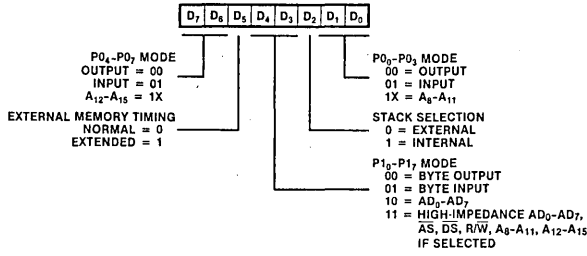 D₇ D₆ D₅ D₄ D₃ D₂ D₁ D₀
P0₄-P0₇ MODE
OUTPUT = 00
INPUT = 01
A₁₂-A₁₅ = 1X
EXTERNAL MEMORY TIMING
NORMAL = 0
EXTENDED = 1
P0₀-P0₃ MODE
00 = OUTPUT
01 = INPUT
1X = A₈-A₁₁
STACK SELECTION
0 = EXTERNAL
1 = INTERNAL
P1₀-P1₇ MODE
00 = BYTE OUTPUT
01 = BYTE INPUT
10 = AD₀-AD₇
11 = HIGH-IMPEDANCE AD₀-AD₇,
A̅S̅, D̅S̅, R/W̅, A₈-A₁₁, A₁₂-A₁₅
IF SELECTED